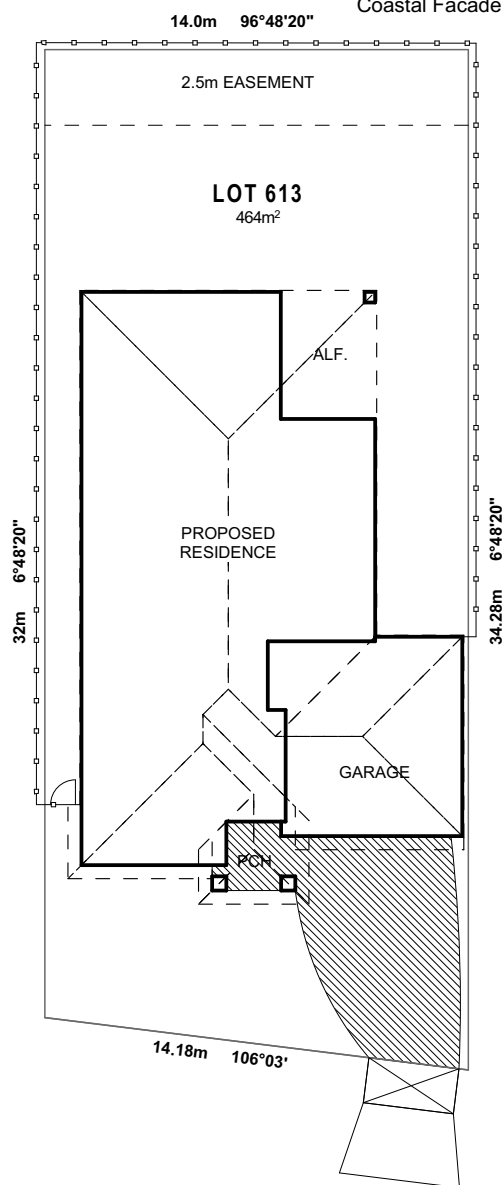 Coastal Facade
14.0m 96°48'20"
2.5m EASEMENT
LOT 613
464m²
ALF.
PROPOSED
RESIDENCE
32m 6°48'20"
34.28m 6°48'20"
GARAGE
PCH
14.18m 106°03'